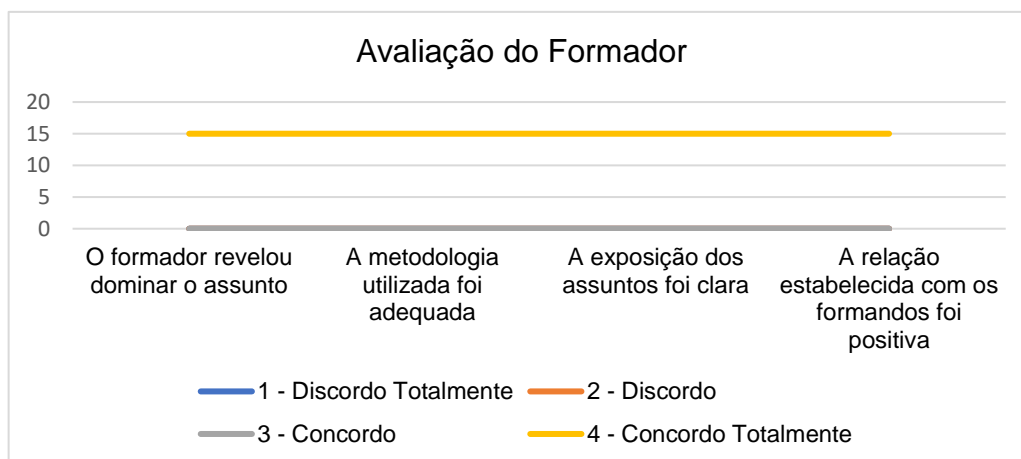 Avaliação do Formador
20
15
10
5
0
O formador revelou
dominar o assunto
A metodologia
utilizada foi
adequada
A exposição dos
assuntos foi clara
A relação
estabelecida com os
formandos foi
positiva
1 - Discordo Totalmente
2 - Discordo
3 - Concordo
4 - Concordo Totalmente